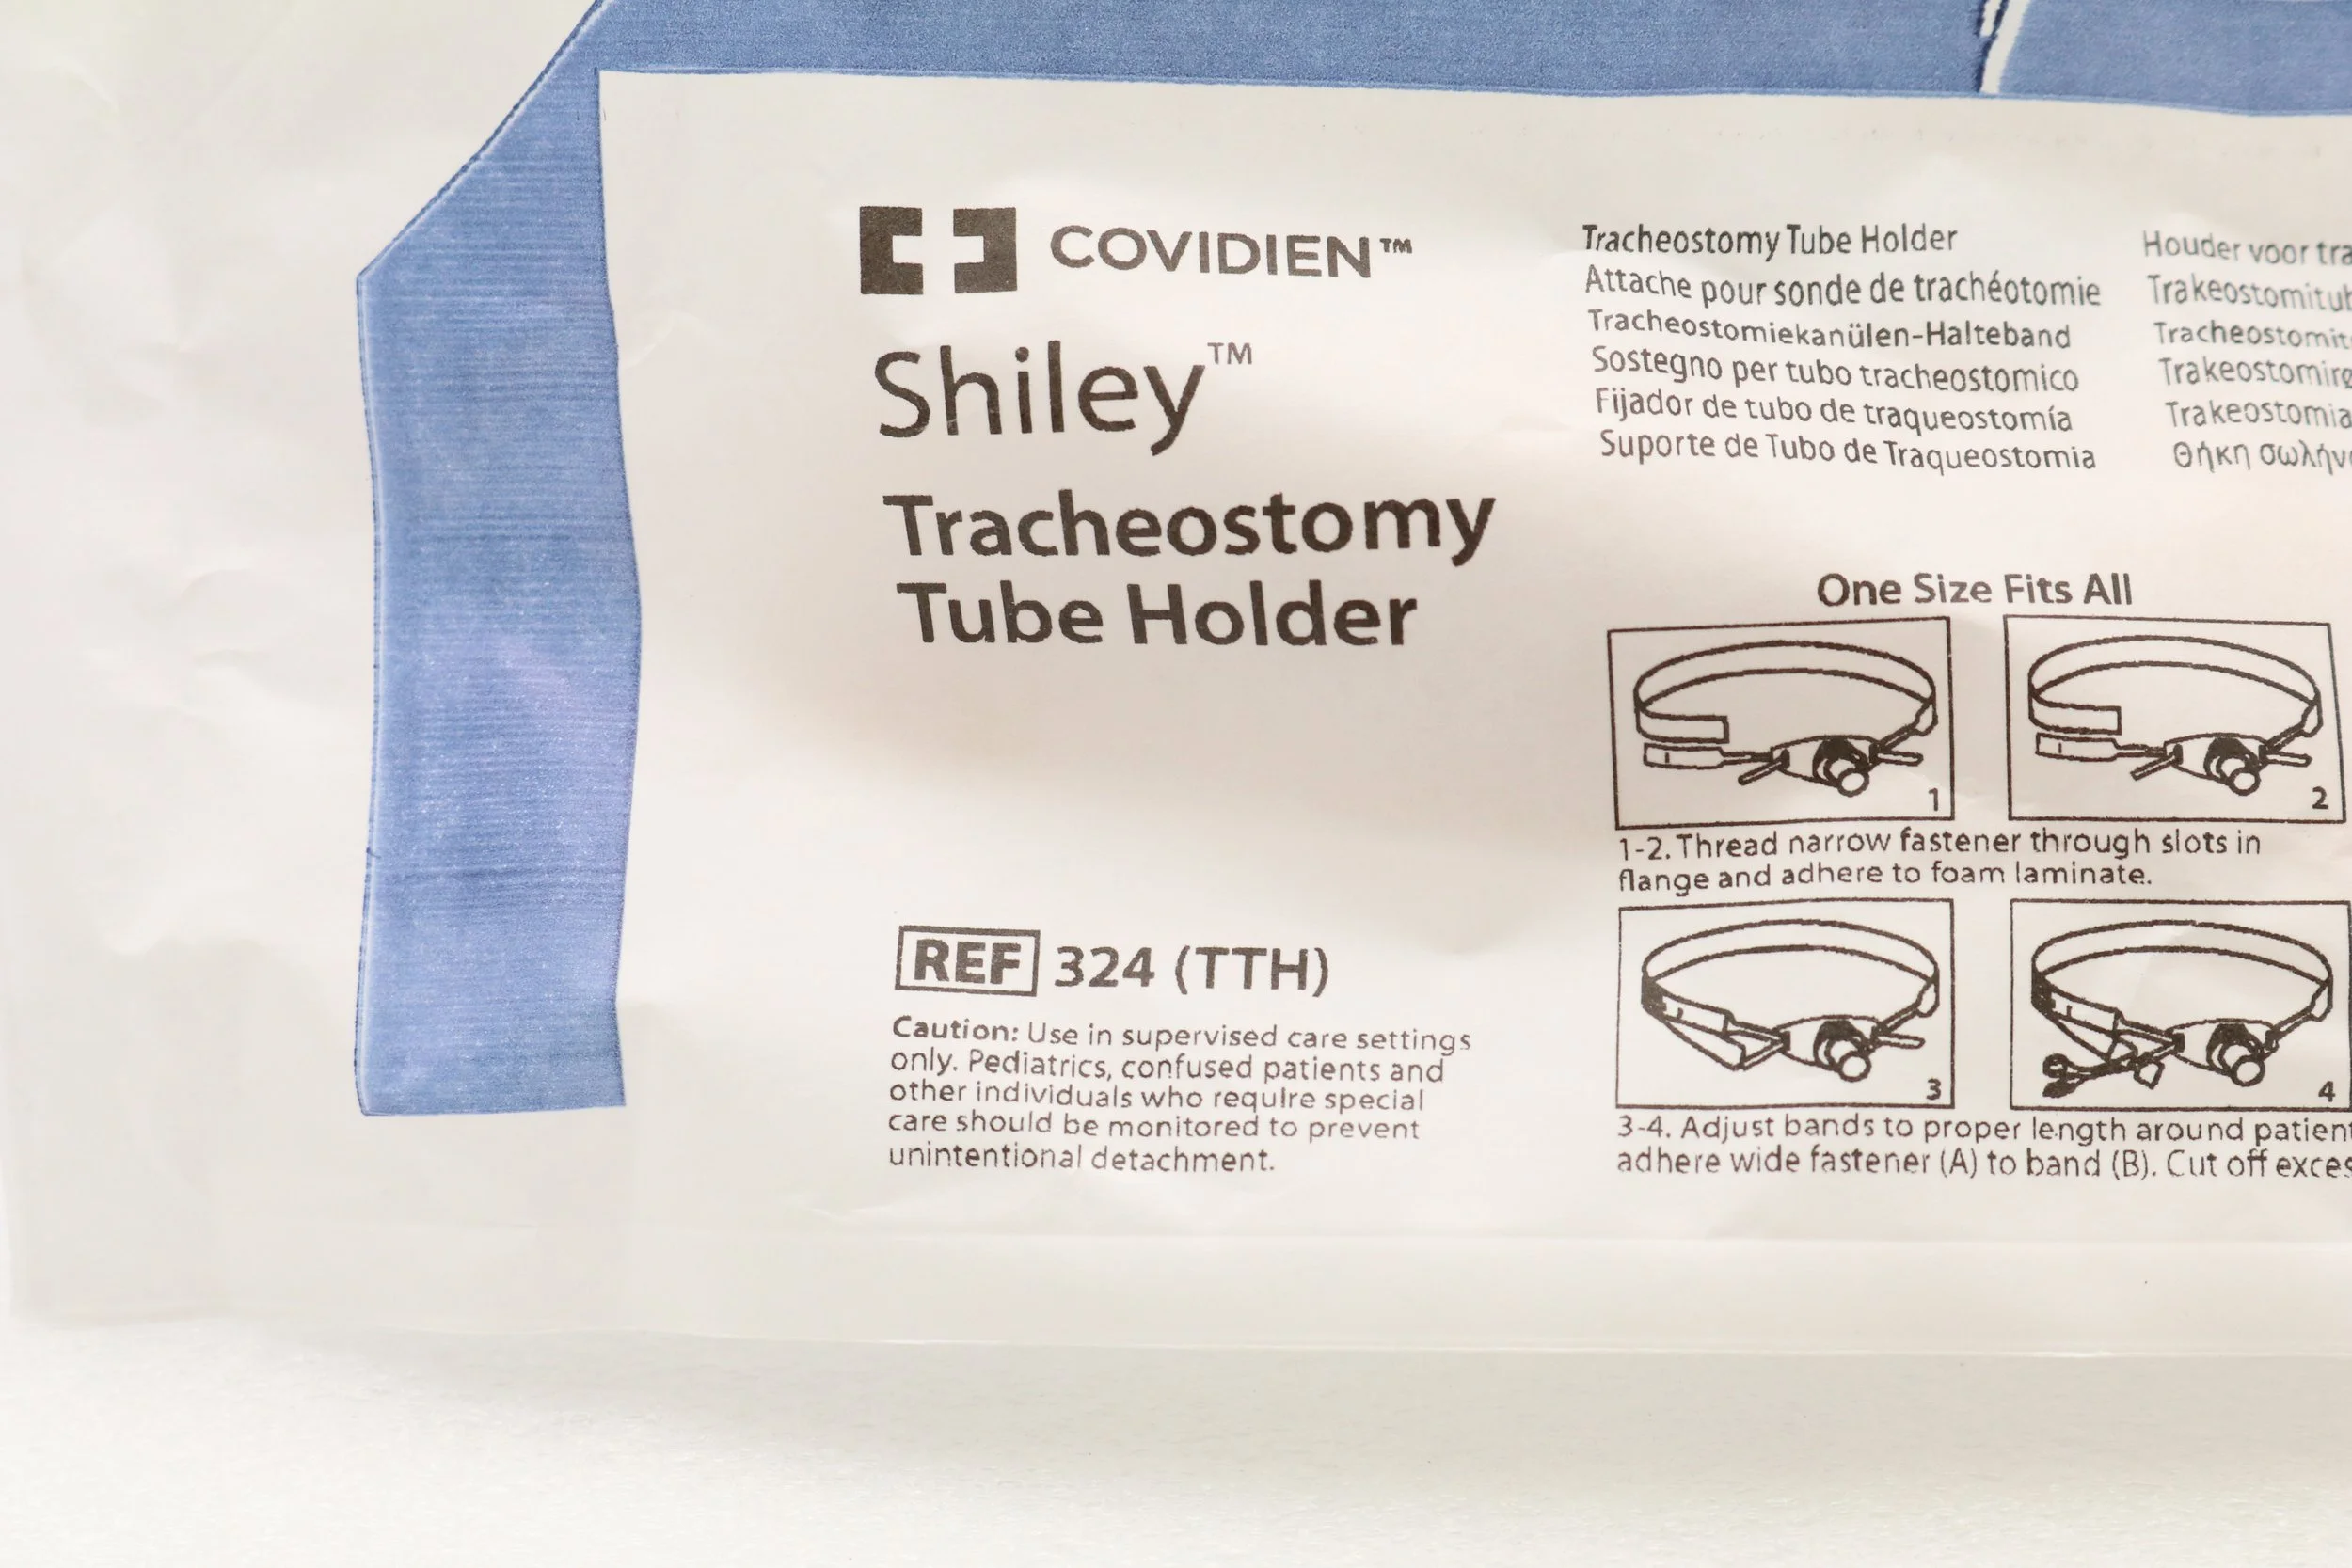 COVIDIEN™
Shiley™
Tracheostomy
Tube Holder
REF 324 (TTH)
Caution: Use in supervised care settings
only. Pediatrics, confused patients and
other individuals who require special
care should be monitored to prevent
unintentional detachment.
Tracheostomy Tube Holder
Attache pour sonde de trachéotomie
Tracheostomiekanülen-Halteband
Sostegno per tubo tracheostomico
Fijador de tubo de traqueostomía
Suporte de Tubo de Traqueostomia
Houder voor
Θήκη
One Size Fits All
1
2
1-2. Thread narrow fastener through slots in
flange and adhere to foam laminate.
3
4
3-4. Adjust bands to proper length around patient
adhere wide fastener (A) to band (B). Cut off